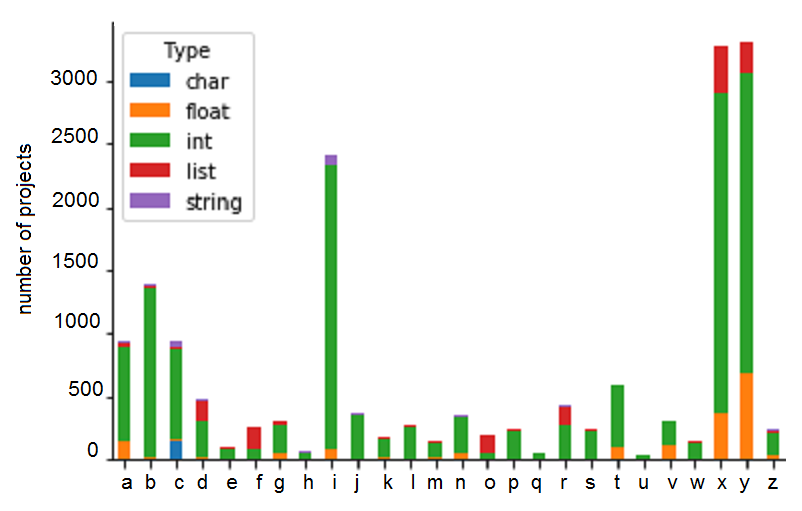 Type
char
float
int
list
string
3000
2500
2000
1500
1000
500
0
number of projects
a b c d e f g h i j k l m n o p q r s t u v w x y z